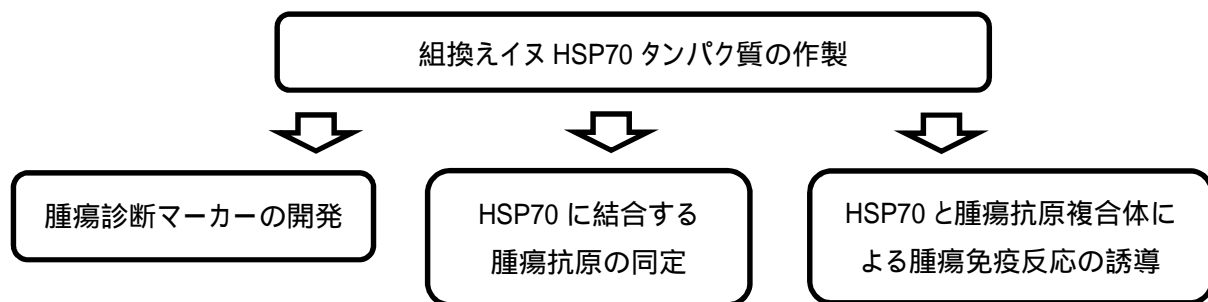 組換えイヌ HSP70 タンパク質の作製
腫瘍診断マーカーの開発
HSP70 に結合する
腫瘍抗原の同定
HSP70 と腫瘍抗原複合体に
よる腫瘍免疫反応の誘導